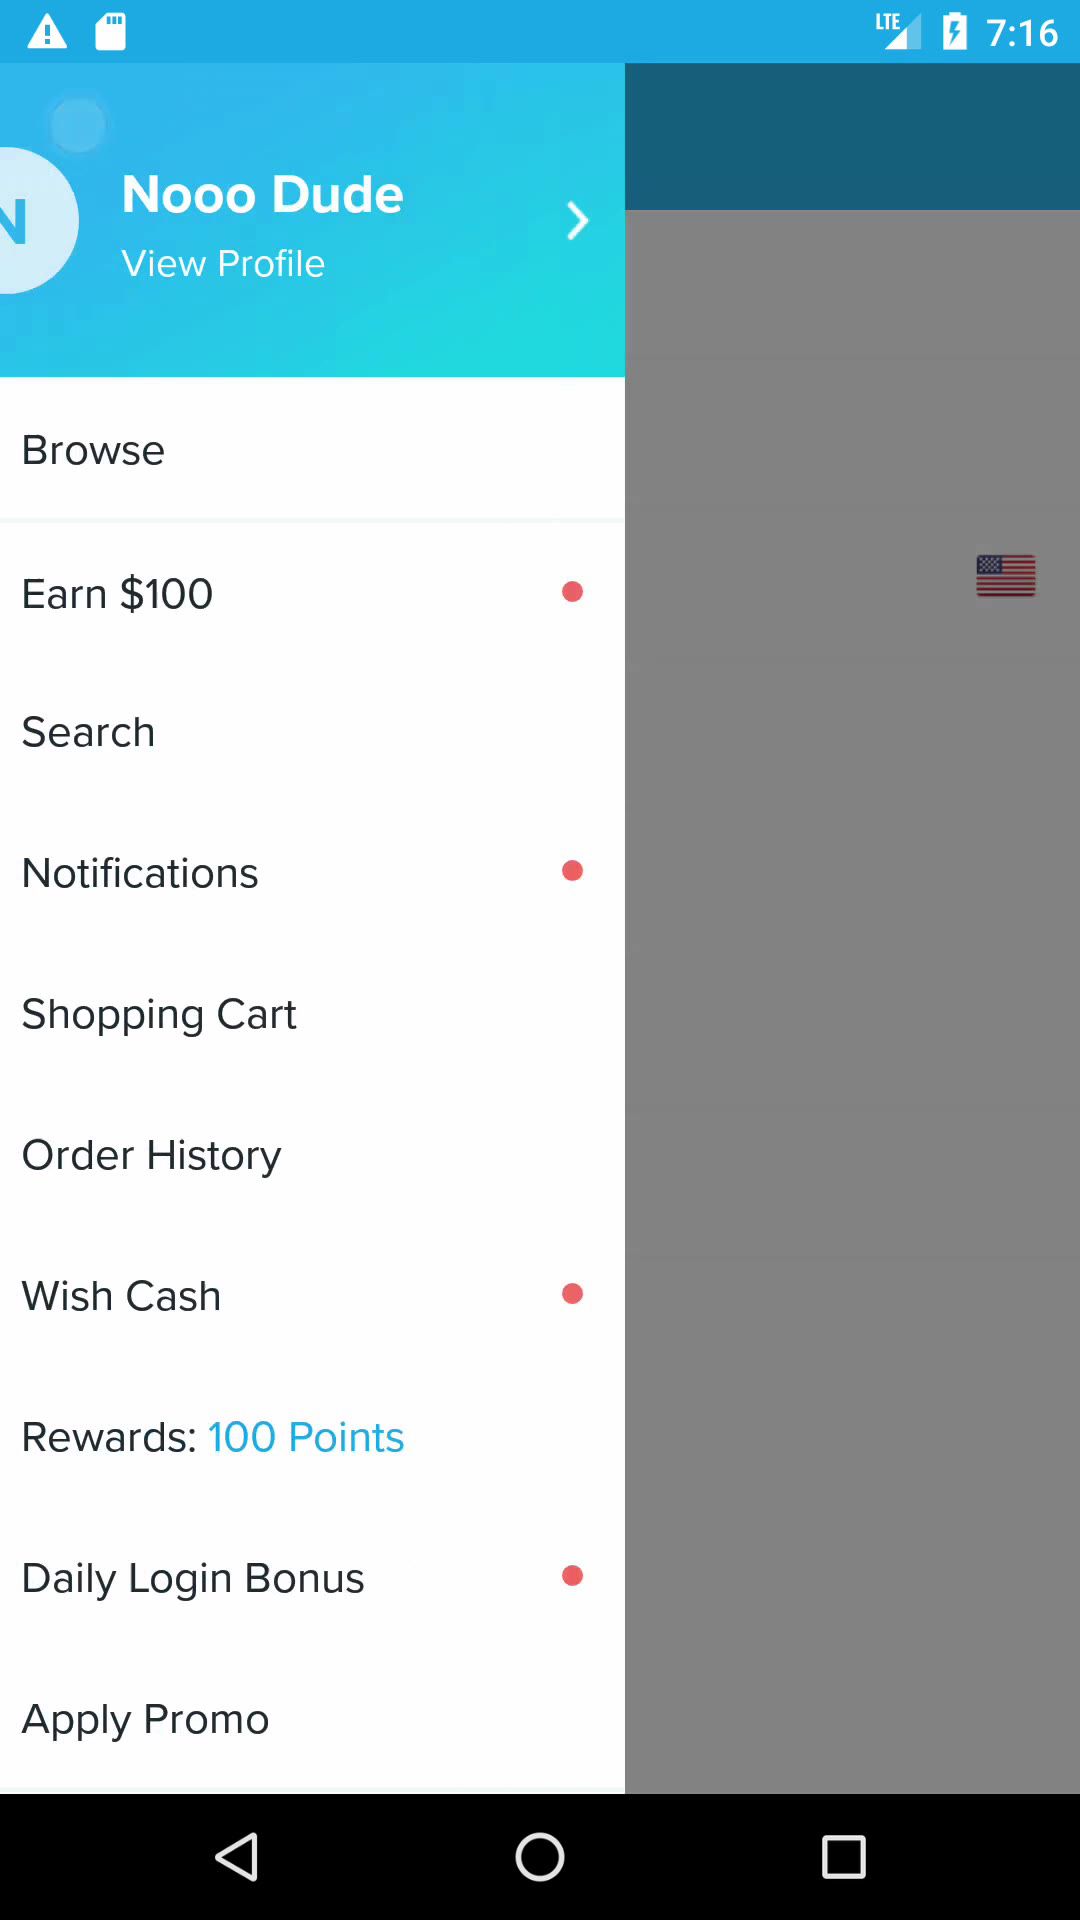 LTE 7:16
N
Nooo Dude
View Profile
Browse
Earn $100
Search
Notifications
Shopping Cart
Order History
Wish Cash
Rewards: 100 Points
Daily Login Bonus
Apply Promo